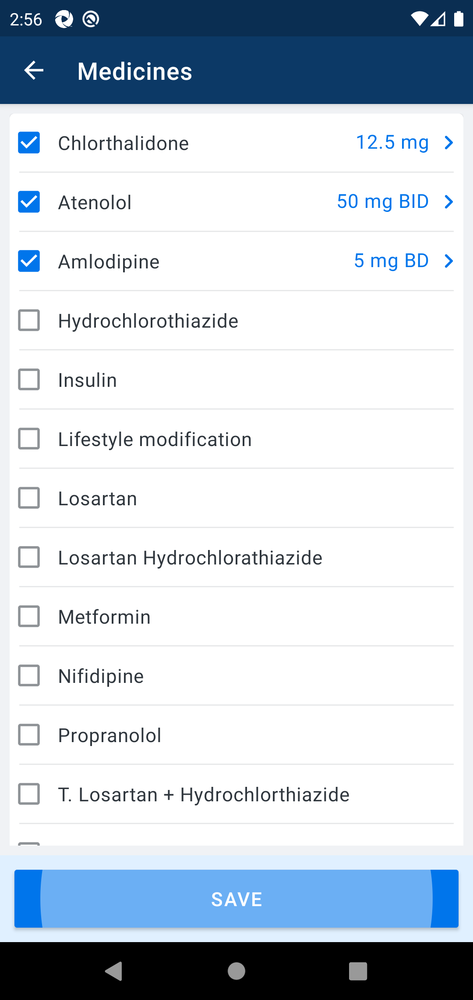 2:56
Medicines
Chlorthalidone 12.5 mg
Atenolol 50 mg BID
Amlodipine 5 mg BD
Hydrochlorothiazide
Insulin
Lifestyle modification
Losartan
Losartan Hydrochlorathiazide
Metformin
Nifidipine
Propranolol
T. Losartan + Hydrochlorthiazide
SAVE